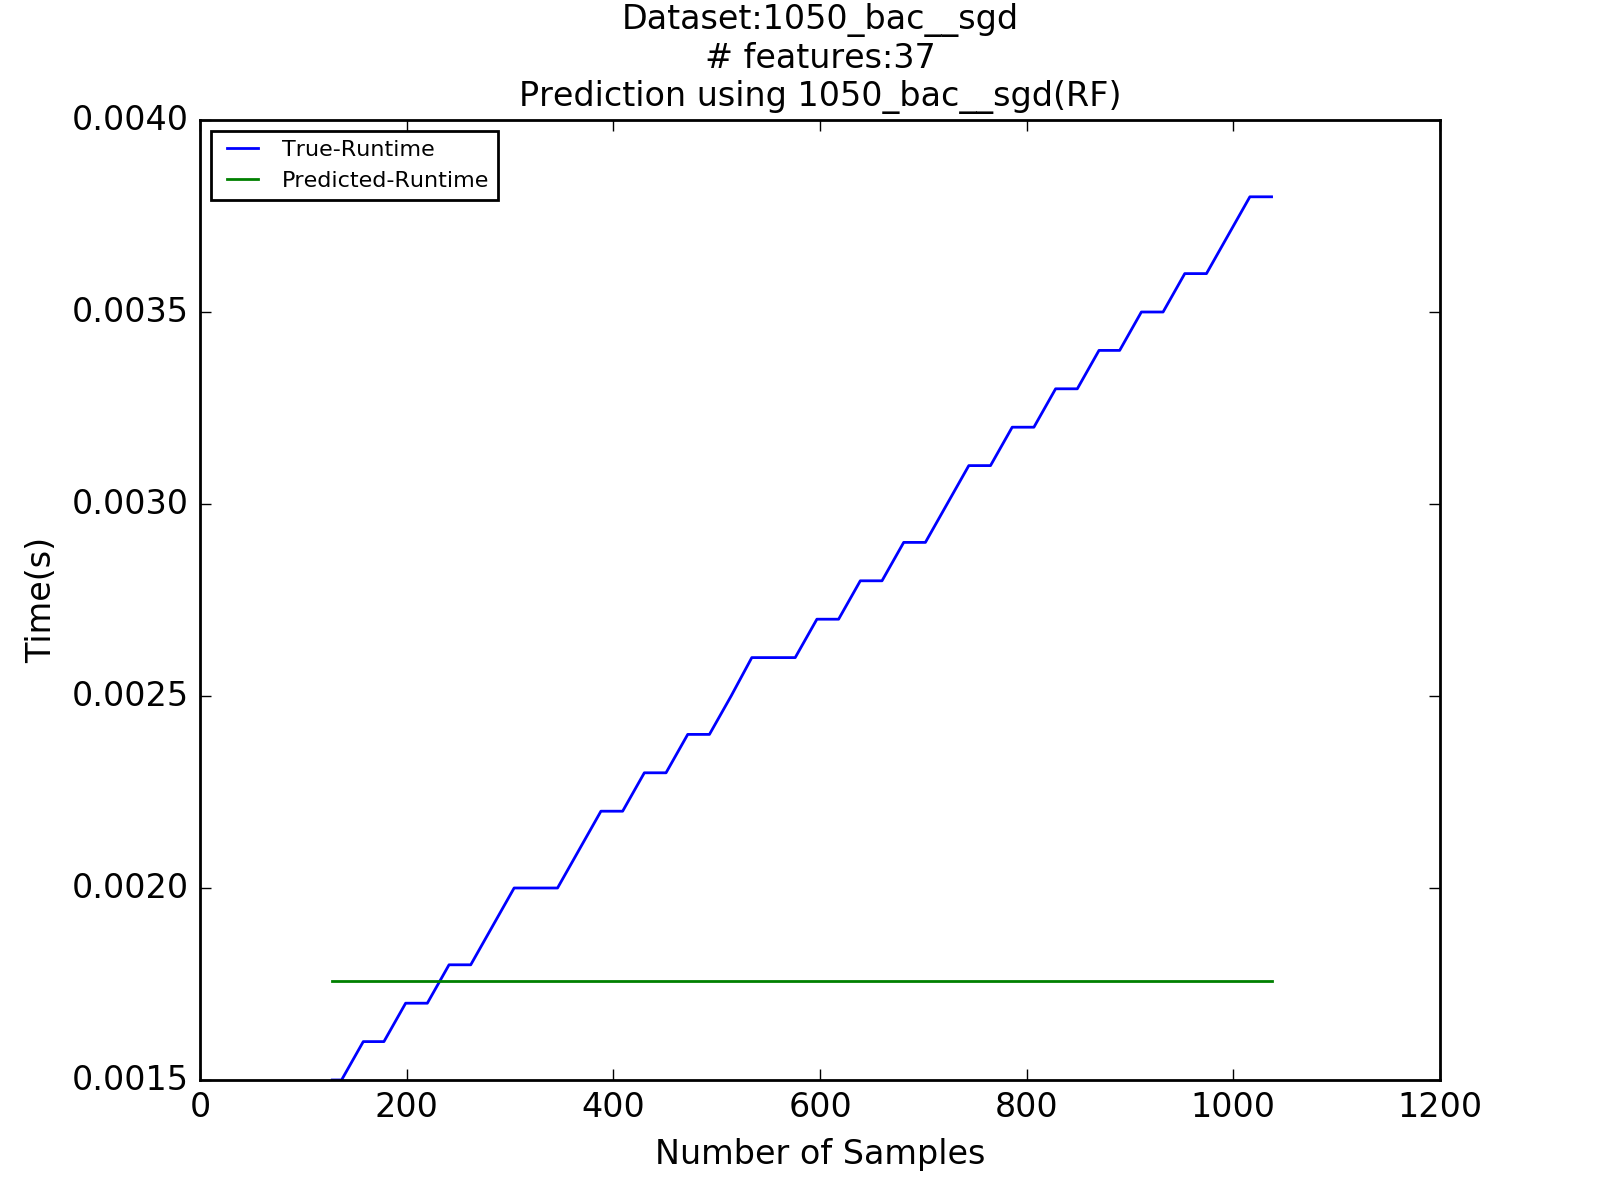 Dataset:1050_bac__sgd
# features:37
Prediction using 1050_bac__sgd(RF)
True-Runtime
Predicted-Runtime
0.0040
0.0035
0.0030
0.0025
0.0020
0.0015
Time(s)
0 200 400 600 800 1000 1200
Number of Samples